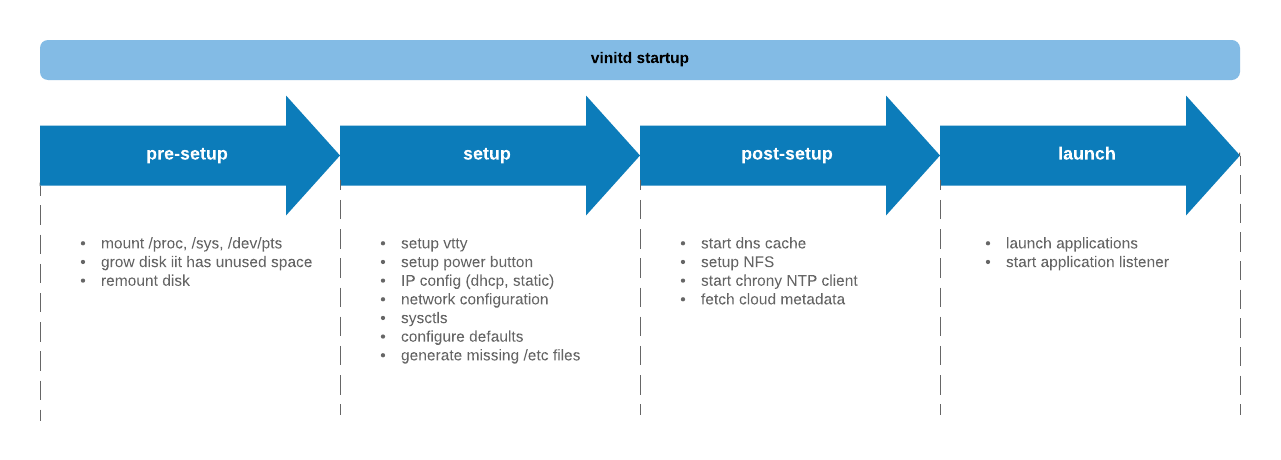 vinitd startup
pre-setup
setup
post-setup
launch
• mount /proc, /sys, /dev/pts
• grow disk iit has unused space
• remount disk
• setup vtty
• setup power button
• IP config (dhcp, static)
• network configuration
• sysctls
• configure defaults
• generate missing /etc files
• start dns cache
• setup NFS
• start chrony NTP client
• fetch cloud metadata
• launch applications
• start application listener